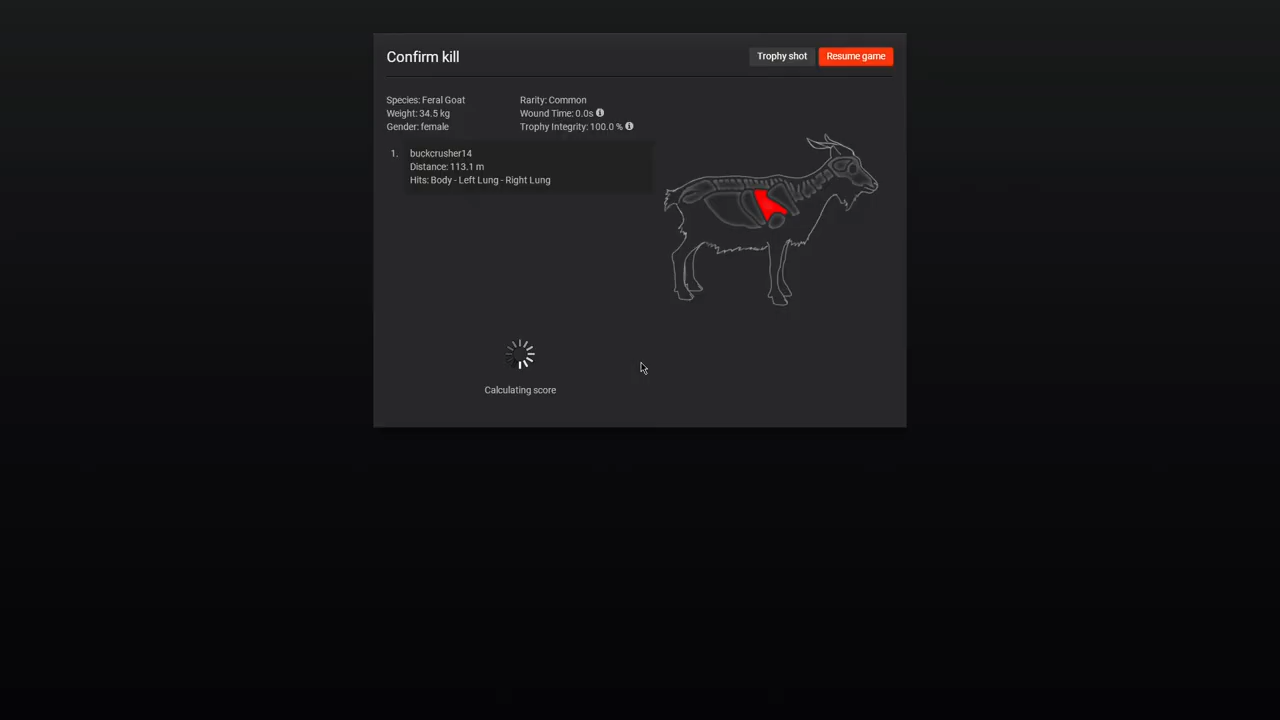 Confirm kill
Trophy shot
Resume game
Species: Feral Goat
Rarity: Common
Weight: 34.5 kg
Wound Time: 0.0s
Gender: female
Trophy Integrity: 100.0 %
1. buckcrusher14
Distance: 113.1 m
Hits: Body - Left Lung - Right Lung
Calculating score